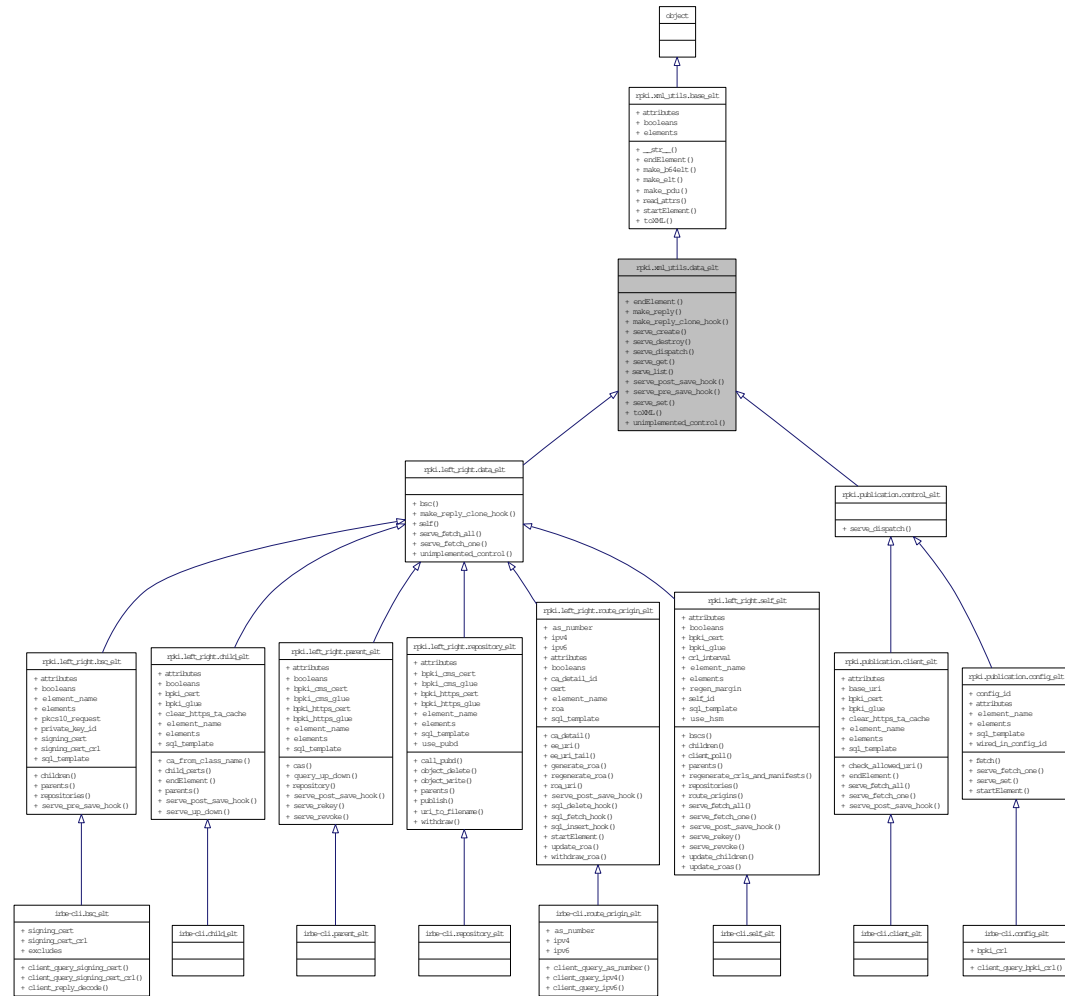 object
rpki.xml_utils.base_elt
+ attributes
+ booleans
+ elements
+ __str__()
+ endElement()
+ make_b64elt()
+ make_elt()
+ make_pdu()
+ read_attrs()
+ startElement()
+ toXML()
rpki.xml_utils.data_elt
+ endElement()
+ make_reply()
+ make_reply_clone_hook()
+ serve_create()
+ serve_destroy()
+ serve_dispatch()
+ serve_get()
+ serve_list()
+ serve_post_save_hook()
+ serve_pre_save_hook()
+ serve_set()
+ toXML()
+ unimplemented_control()
rpki.left_right.data_elt
+ bsc()
+ make_reply_clone_hook()
+ self()
+ serve_fetch_all()
+ serve_fetch_one()
+ unimplemented_control()
rpki.publication.control_elt
+ serve_dispatch()
rpki.left_right.bsc_elt
+ attributes
+ booleans
+ element_name
+ elements
+ pkcs10_request
+ private_key_id
+ signing_cert
+ signing_cert_crl
+ sql_template
+ children()
+ parents()
+ repositories()
+ serve_pre_save_hook()
rpki.left_right.child_elt
+ attributes
+ booleans
+ bpki_cert
+ bpki_glue
+ clear_https_ta_cache
+ element_name
+ elements
+ sql_template
+ ca_from_class_name()
+ child_certs()
+ endElement()
+ parents()
+ serve_post_save_hook()
+ serve_up_down()
rpki.left_right.parent_elt
+ attributes
+ booleans
+ bpki_cms_cert
+ bpki_cms_glue
+ bpki_https_cert
+ bpki_https_glue
+ element_name
+ elements
+ sql_template
+ cas()
+ query_up_down()
+ repository()
+ serve_post_save_hook()
+ serve_rekey()
+ serve_revoke()
rpki.left_right.repository_elt
+ attributes
+ bpki_cms_cert
+ bpki_cms_glue
+ bpki_https_cert
+ bpki_https_glue
+ element_name
+ elements
+ sql_template
+ use_pubd
+ call_pubd()
+ object_delete()
+ object_write()
+ parents()
+ publish()
+ uri_to_filename()
+ withdraw()
rpki.left_right.route_origin_elt
+ as_number
+ ipv4
+ ipv6
+ attributes
+ booleans
+ ca_detail_id
+ cert
+ element_name
+ roa
+ sql_template
+ ca_detail()
+ ee_uri()
+ ee_uri_tail()
+ generate_roa()
+ regenerate_roa()
+ roa_uri()
+ serve_post_save_hook()
+ sql_delete_hook()
+ sql_fetch_hook()
+ sql_insert_hook()
+ startElement()
+ update_roa()
+ withdraw_roa()
rpki.left_right.self_elt
+ attributes
+ booleans
+ bpki_cert
+ bpki_glue
+ crl_interval
+ element_name
+ elements
+ regen_margin
+ self_id
+ sql_template
+ use_hsm
+ bscs()
+ children()
+ client_poll()
+ parents()
+ regenerate_crls_and_manifests()
+ repositories()
+ route_origins()
+ serve_fetch_all()
+ serve_fetch_one()
+ serve_post_save_hook()
+ serve_rekey()
+ serve_revoke()
+ update_children()
+ update_roas()
rpki.publication.client_elt
+ attributes
+ base_uri
+ bpki_cert
+ bpki_glue
+ clear_https_ta_cache
+ element_name
+ elements
+ sql_template
+ check_allowed_uri()
+ endElement()
+ serve_fetch_all()
+ serve_fetch_one()
+ serve_post_save_hook()
rpki.publication.config_elt
+ config_id
+ attributes
+ element_name
+ elements
+ sql_template
+ wired_in_config_id
+ fetch()
+ serve_fetch_one()
+ serve_set()
+ startElement()
irbe-cli.bsc_elt
+ signing_cert
+ signing_cert_crl
+ excludes
+ client_query_signing_cert()
+ client_query_signing_cert_crl()
+ client_reply_decode()
irbe-cli.child_elt
irbe-cli.parent_elt
irbe-cli.repository_elt
irbe-cli.route_origin_elt
+ as_number
+ ipv4
+ ipv6
+ client_query_as_number()
+ client_query_ipv4()
+ client_query_ipv6()
irbe-cli.self_elt
irbe-cli.client_elt
irbe-cli.config_elt
+ bpki_crl
+ client_query_bpki_crl()